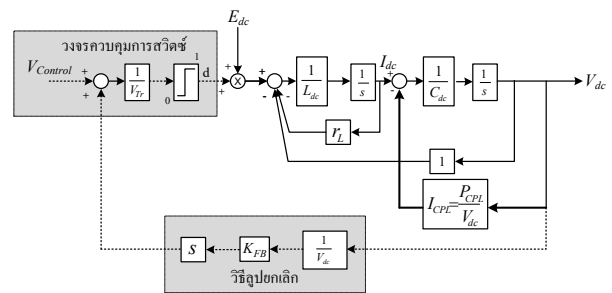 วงจรควบคุมการสวิตซ์
V_Control
+
+
1/V_Tr
0
1
d
E_dc
+
+
X
+
-
-
1/L_dc
1/s
I_dc
+
-
1/C_dc
1/s
V_dc
r_L
1
I_CPL=P_CPL/V_dc
S
K_FB
1/V_dc
วิธีลูปยกเลิก